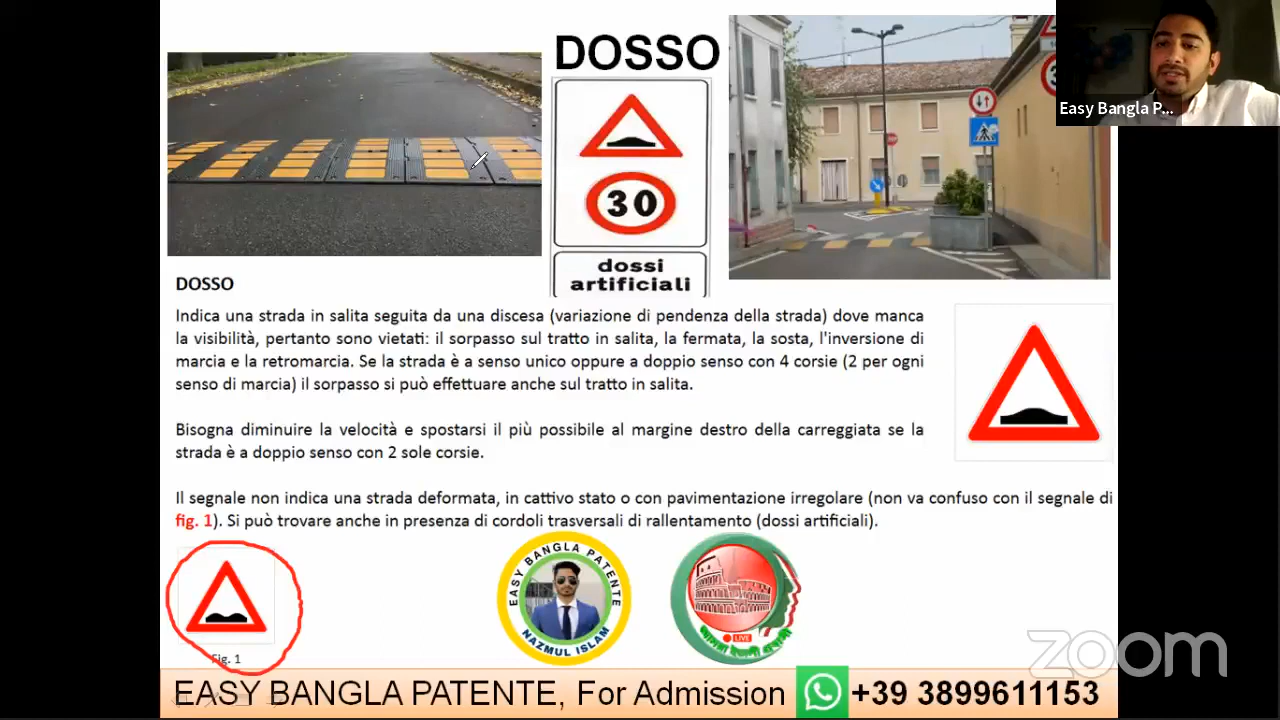 DOSSO
30
dossi
artificiali
Easy Bangla P...
DOSSO
Indica una strada in salita seguita da una discesa (variazione di pendenza della strada) dove manca
la visibilità, pertanto sono vietati: il sorpasso sul tratto in salita, la fermata, la sosta, l'inversione di
marcia e la retromarcia. Se la strada è a senso unico oppure a doppio senso con 4 corsie (2 per ogni
senso di marcia) il sorpasso si può effettuare anche sul tratto in salita.
Bisogna diminuire la velocità e spostarsi il più possibile al margine destro della carreggiata se la
strada è a doppio senso con 2 sole corsie.
Il segnale non indica una strada deformata, in cattivo stato o con pavimentazione irregolare (non va confuso con il segnale di
fig. 1). Si può trovare anche in presenza di cordoli trasversali di rallentamento (dossi artificiali).
Fig. 1
EASY BANGLA PATENTE
NAZMUL ISLAM
LIVE
zoom
EASY BANGLA PATENTE, For Admission +39 3899611153